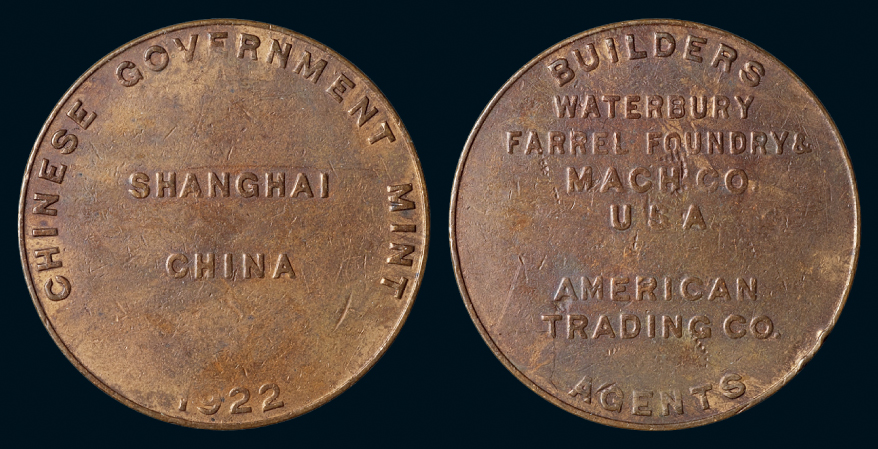 CHINESE GOVERNMENT MINT
SHANGHAI
CHINA
1922
BUILDERS
WATERBURY
FARREL FOUNDRY &
MACH. CO.
U S A
AMERICAN
TRADING CO.
AGENTS